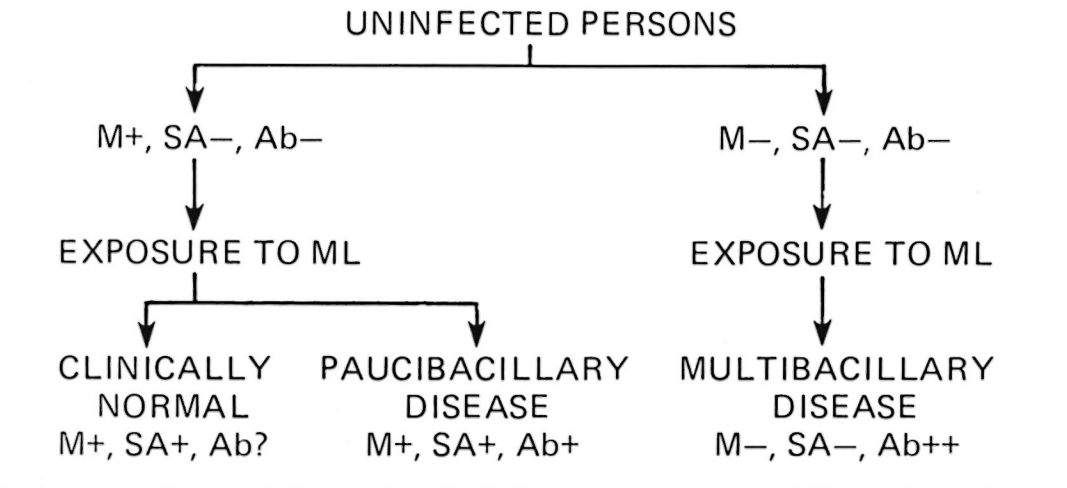 UNINFECTED PERSONS
M+, SA−, Ab−
M−, SA−, Ab−
EXPOSURE TO ML
EXPOSURE TO ML
CLINICALLY
NORMAL
M+, SA+, Ab?
PAUCIBACILLARY
DISEASE
M+, SA+, Ab+
MULTIBACILLARY
DISEASE
M−, SA−, Ab++